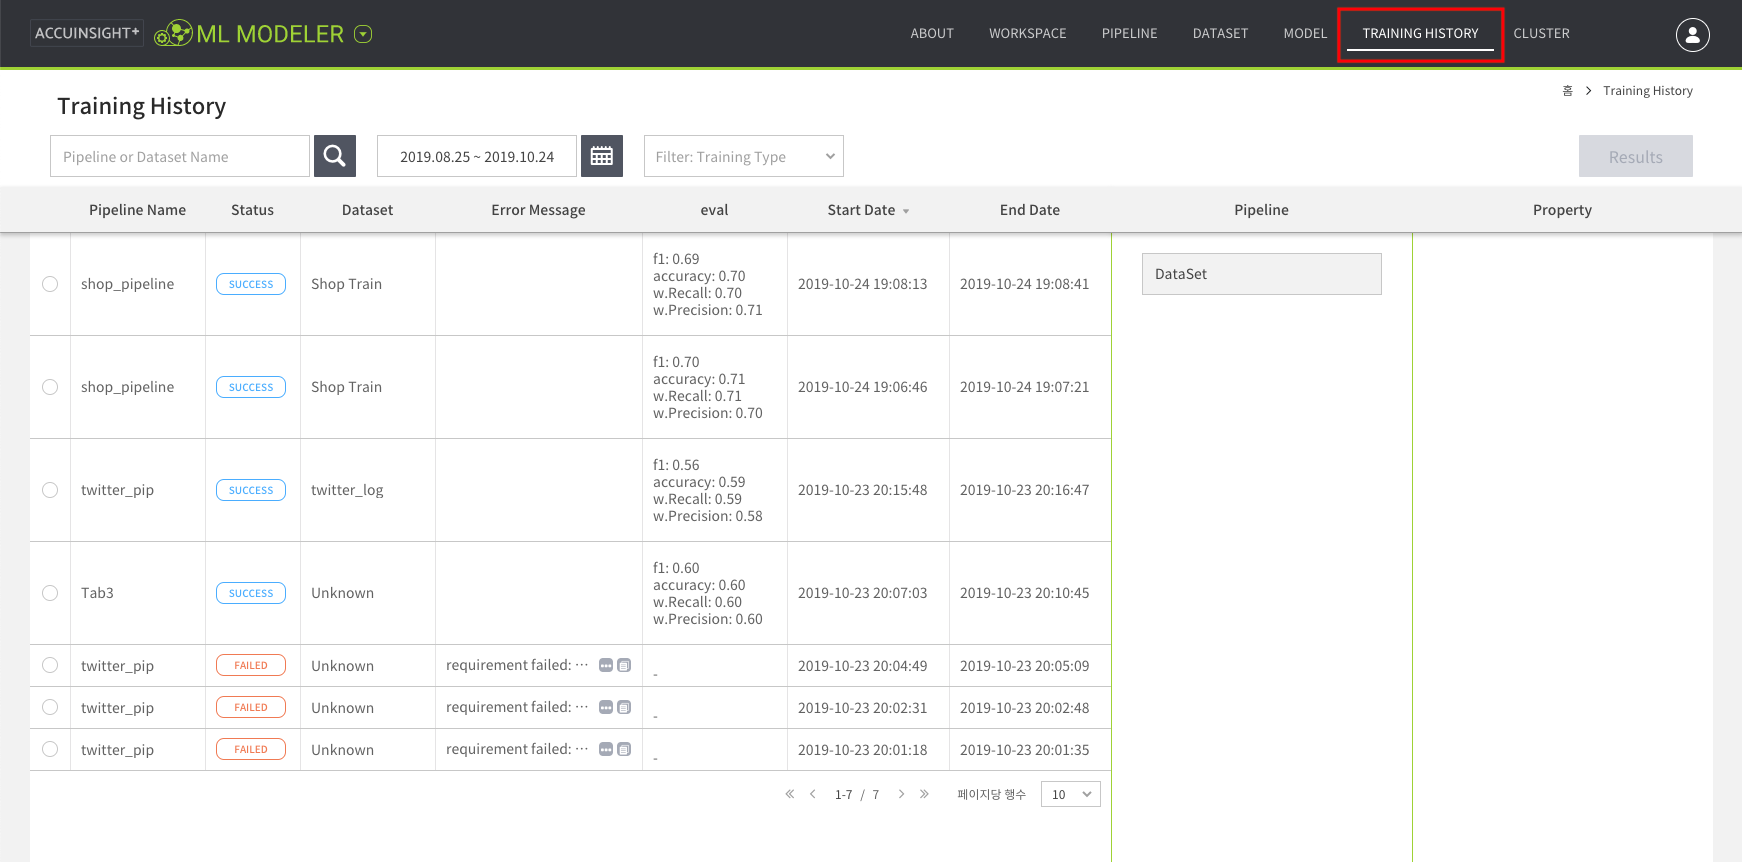 ACCUINSIGHT+
ML MODELER
ABOUT
WORKSPACE
PIPELINE
DATASET
MODEL
TRAINING HISTORY
CLUSTER
홈 > Training History
Training History
Pipeline or Dataset Name
2019.08.25 ~ 2019.10.24
Filter: Training Type
Results
Pipeline Name
Status
Dataset
Error Message
eval
Start Date
End Date
Pipeline
Property
shop_pipeline
SUCCESS
Shop Train
f1: 0.69
accuracy: 0.70
w.Recall: 0.70
w.Precision: 0.71
2019-10-24 19:08:13
2019-10-24 19:08:41
DataSet
shop_pipeline
SUCCESS
Shop Train
f1: 0.70
accuracy: 0.71
w.Recall: 0.71
w.Precision: 0.70
2019-10-24 19:06:46
2019-10-24 19:07:21
twitter_pip
SUCCESS
twitter_log
f1: 0.56
accuracy: 0.59
w.Recall: 0.59
w.Precision: 0.58
2019-10-23 20:15:48
2019-10-23 20:16:47
Tab3
SUCCESS
Unknown
f1: 0.60
accuracy: 0.60
w.Recall: 0.60
w.Precision: 0.60
2019-10-23 20:07:03
2019-10-23 20:10:45
twitter_pip
FAILED
Unknown
requirement failed: ···
-
2019-10-23 20:04:49
2019-10-23 20:05:09
twitter_pip
FAILED
Unknown
requirement failed: ···
-
2019-10-23 20:02:31
2019-10-23 20:02:48
twitter_pip
FAILED
Unknown
requirement failed: ···
-
2019-10-23 20:01:18
2019-10-23 20:01:35
« < 1-7 / 7 > »
페이지당 행수
10